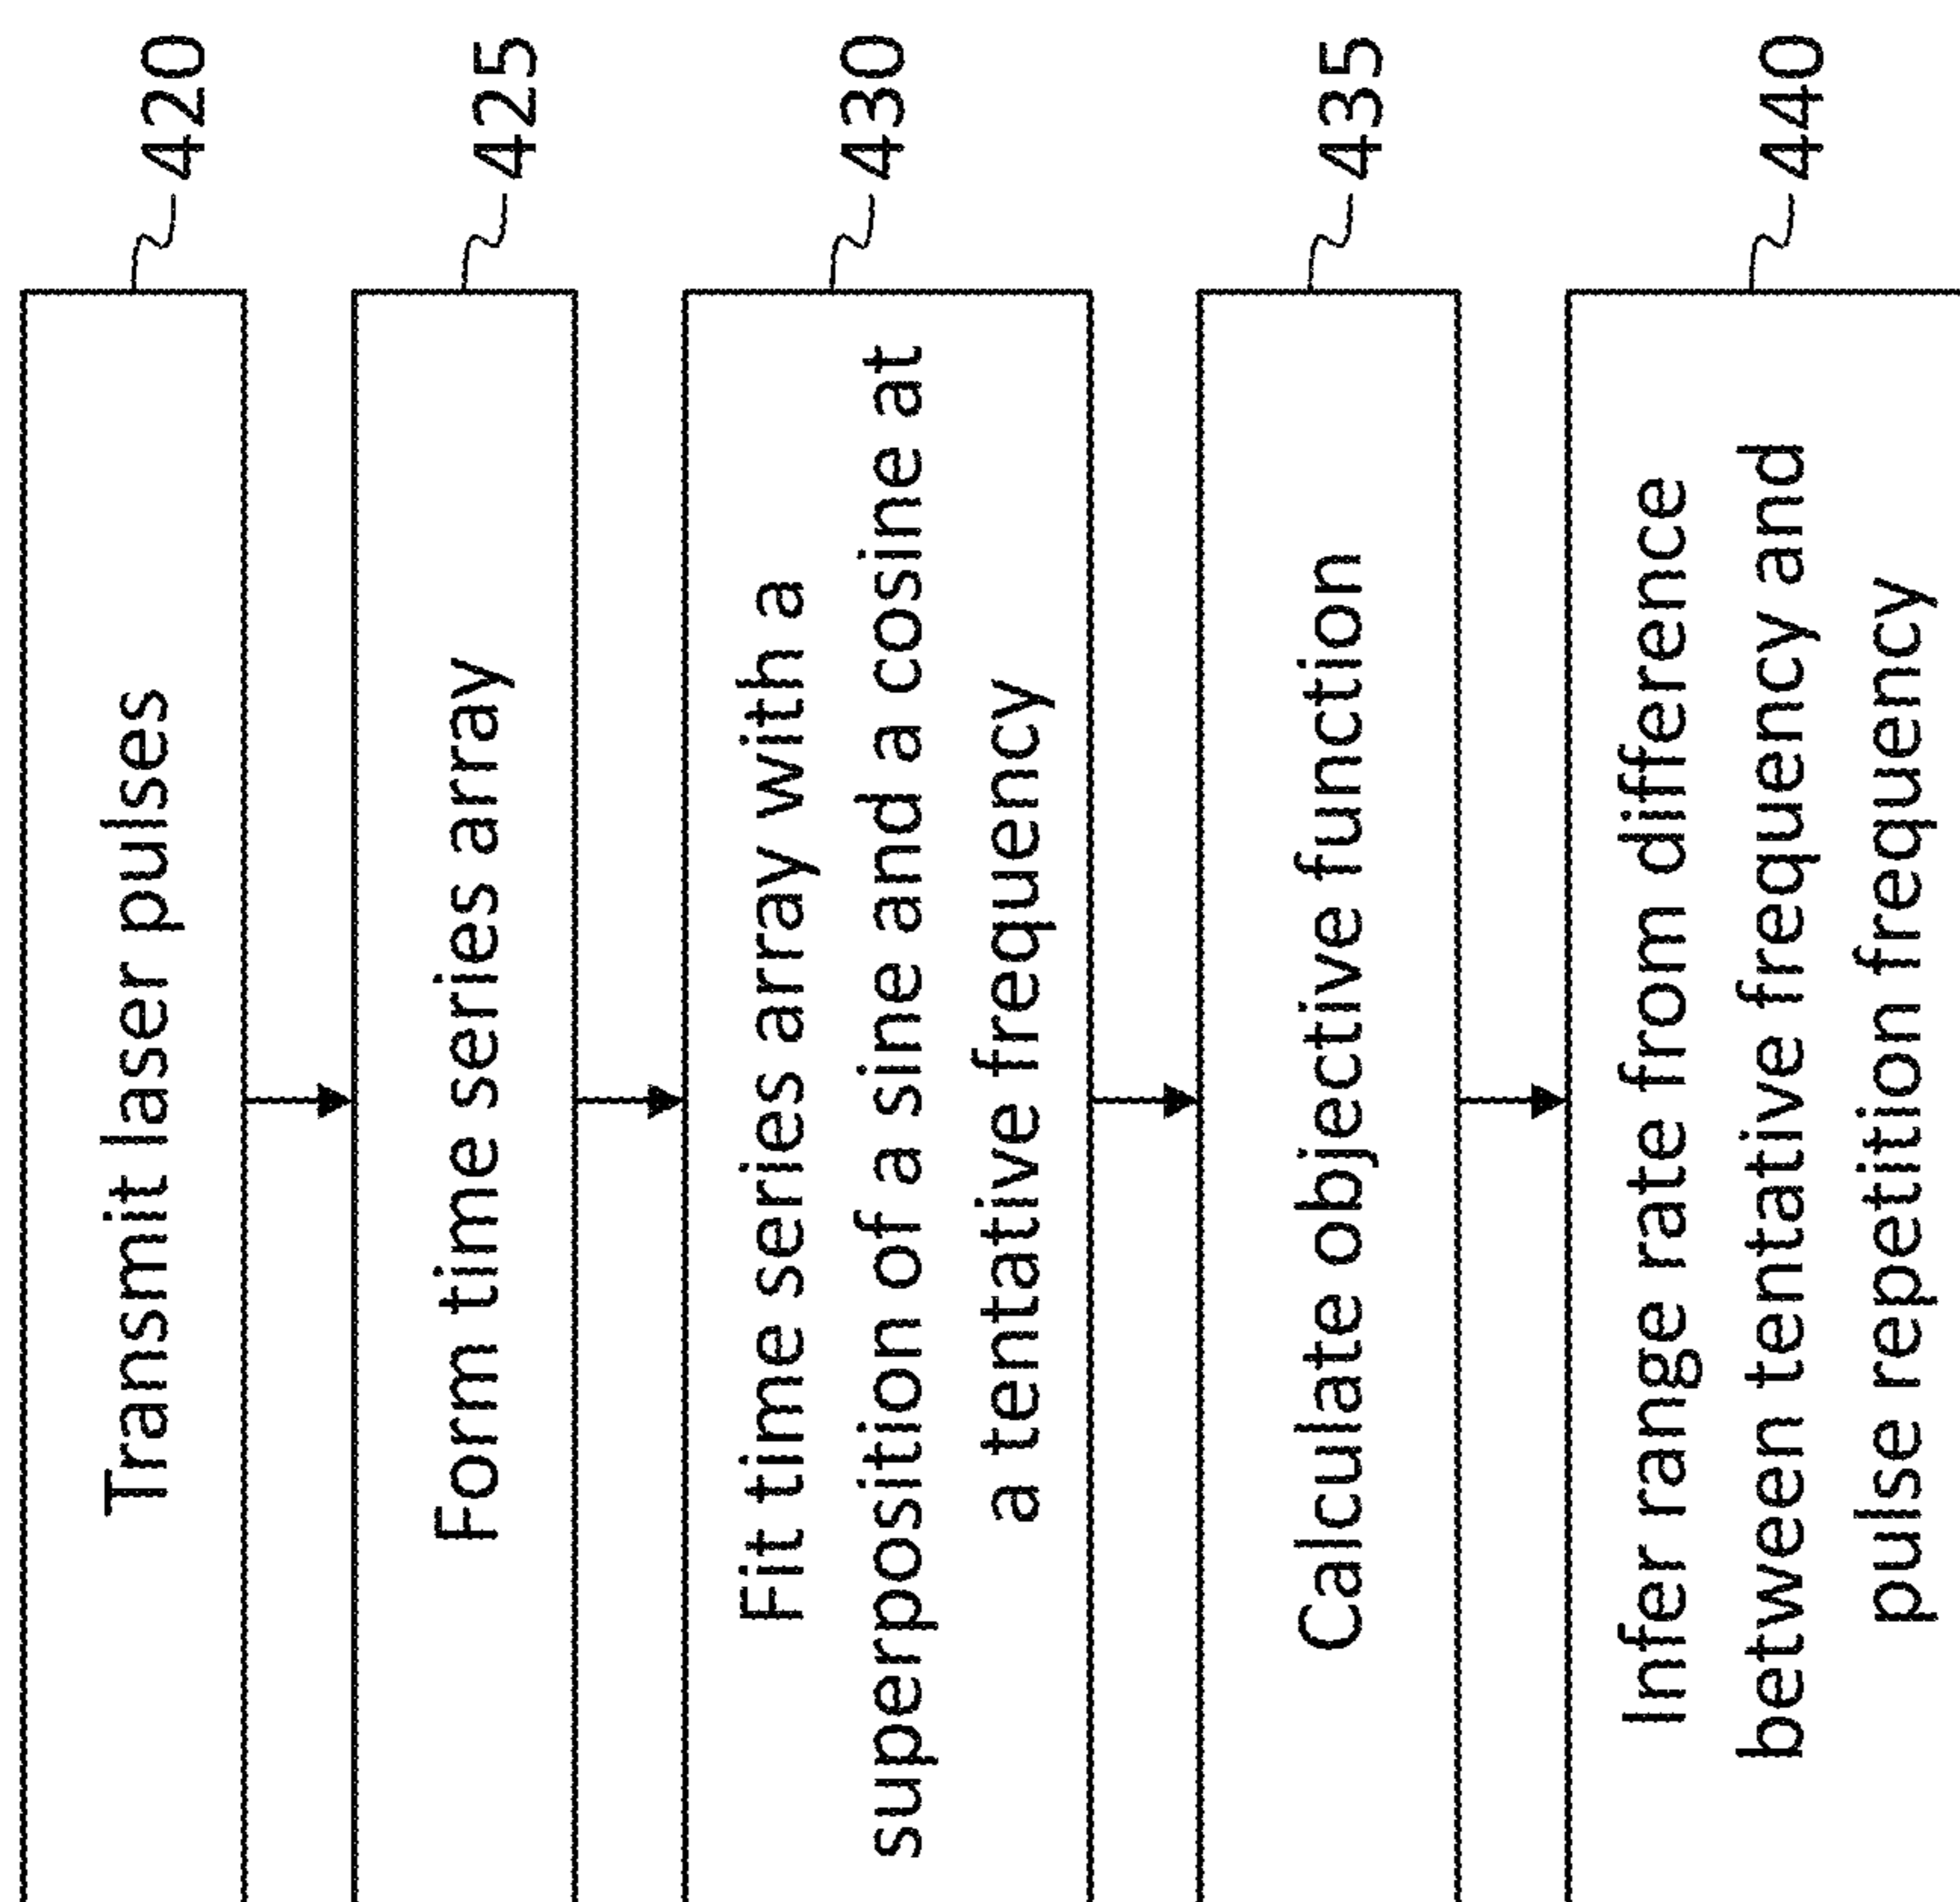 Transmit laser pulses
420
Form time series array
425
Fit time series array with a
superposition of a sine and a cosine at
a tentative frequency
430
Calculate objective function
435
Infer range rate from difference
between tentative frequency and
pulse repetition frequency
440